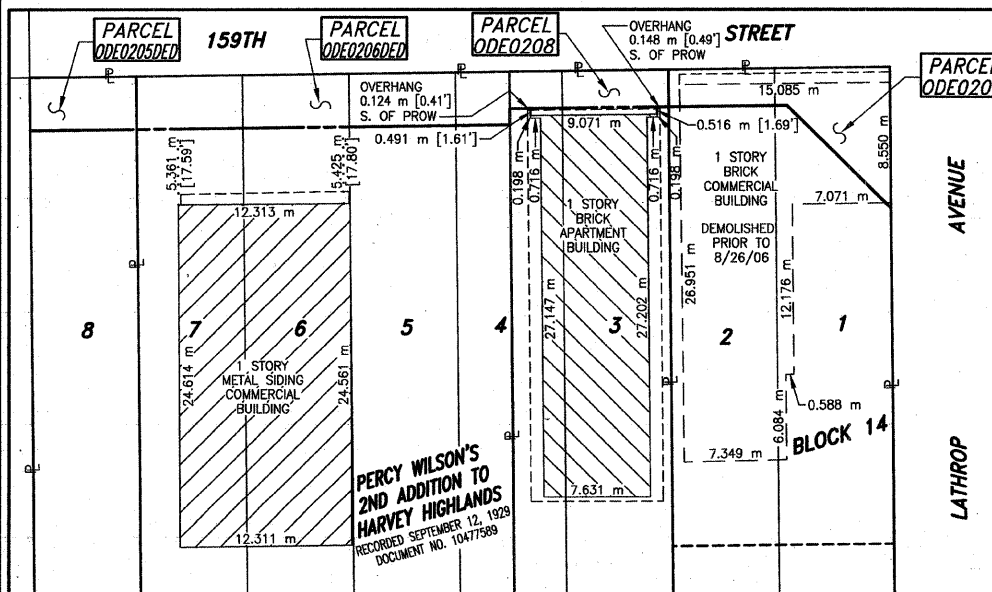 PARCEL
ODE0205DED
159TH
PARCEL
ODE0206DED
PARCEL
ODE0208
OVERHANG
0.148 m [0.49']
S. OF PROW
STREET
PARCEL
ODE020
OVERHANG
0.124 m [0.41']
S. OF PROW
0.491 m [1.61']
9.071 m
0.516 m [1.69']
15.085 m
8.550 m
5.361 m
[17.59']
5.425 m
[17.80']
0.198 m
0.716 m
0.716 m
0.198 m
1 STORY
BRICK
COMMERCIAL
BUILDING
DEMOLISHED
PRIOR TO
8/26/06
7.071 m
AVENUE
12.313 m
1 STORY
BRICK
APARTMENT
BUILDING
26.951 m
12.176 m
27.147 m
27.202 m
8
7
6
5
4
3
2
1
24.614 m
1 STORY
METAL SIDING
COMMERCIAL
BUILDING
24.561 m
0.588 m
6.084 m
BLOCK 14
7.349 m
7.631 m
LATHROP
PERCY WILSON'S
2ND ADDITION TO
HARVEY HIGHLANDS
RECORDED SEPTEMBER 12, 1929
DOCUMENT NO. 10477589
12.311 m